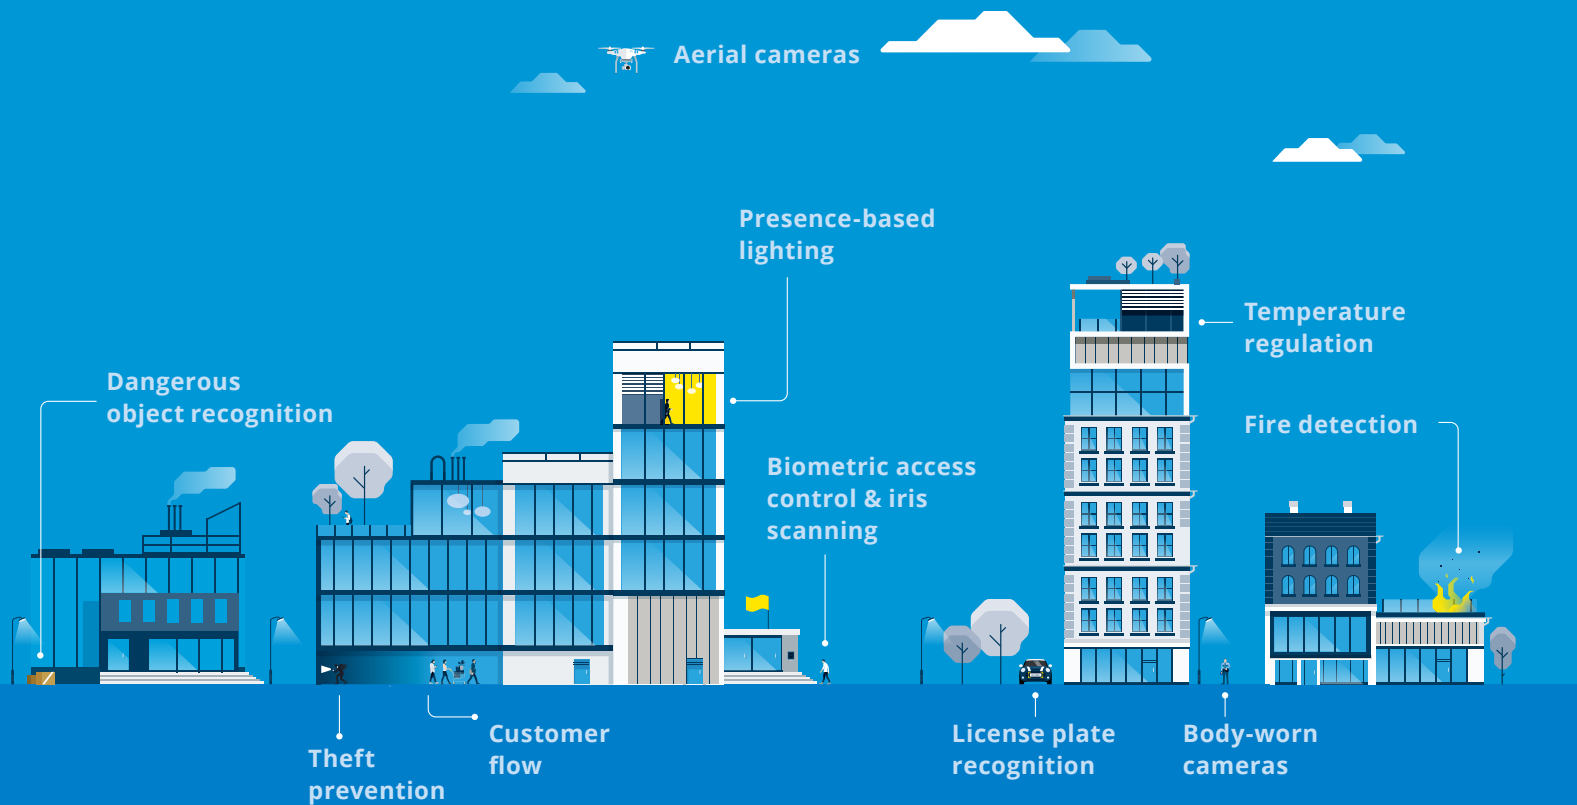 Aerial cameras
Presence-based
lighting
Temperature
regulation
Dangerous
object recognition
Fire detection
Biometric access
control & iris
scanning
Theft
prevention
Customer
flow
License plate
recognition
Body-worn
cameras